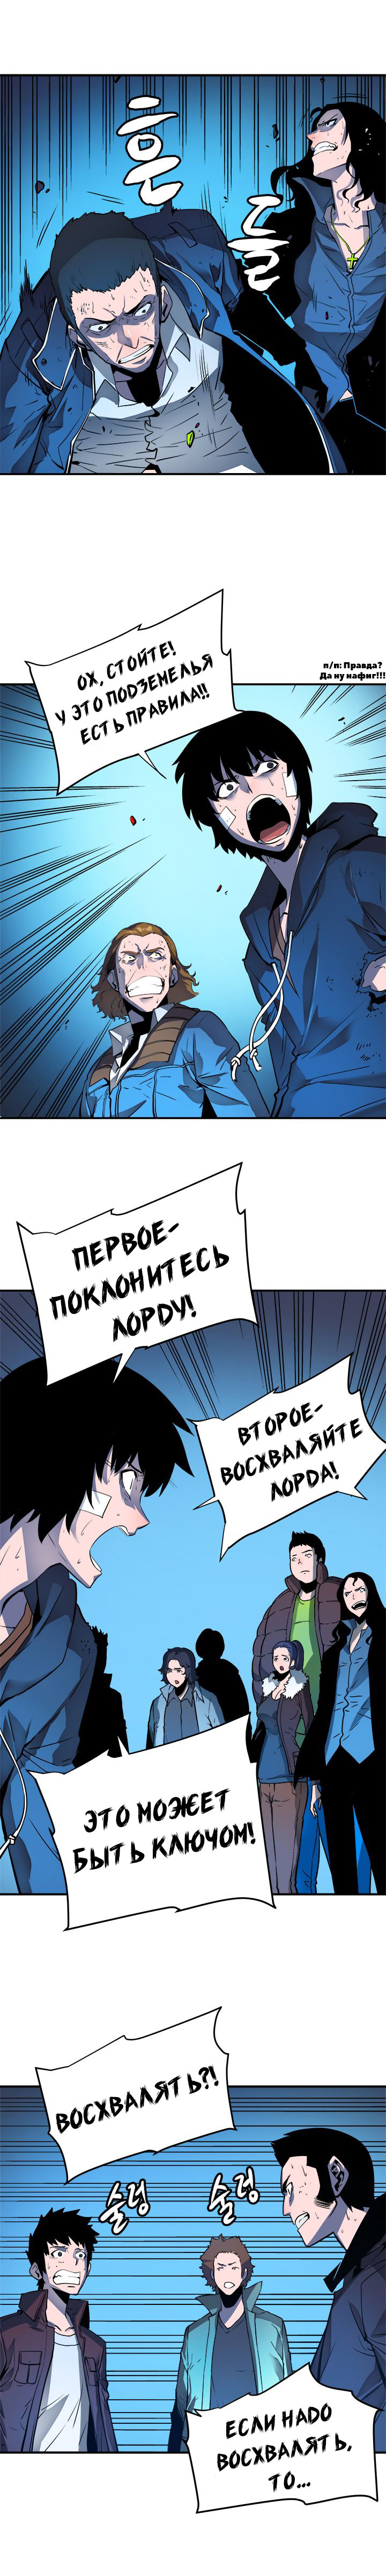 흔
들
п/п: Правда?
Да ну нафиг!!!
ОХ, СТОЙТЕ!
У ЭТО ПОДЗЕМЕЛЬЯ
ЕСТЬ ПРАВИЛА!!
ПЕРВОЕ-
ПОКЛОНИТЕСЬ
ЛОРДУ!
ВТОРОЕ-
ВОСХВАЛЯЙТЕ
ЛОРДА!
ЭТО МОЖЕТ
БЫТЬ КЛЮЧОМ!
ВОСХВАЛЯТЬ?!
술렁
술렁
ЕСЛИ НАДО
ВОСХВАЛЯТЬ,
ТО...